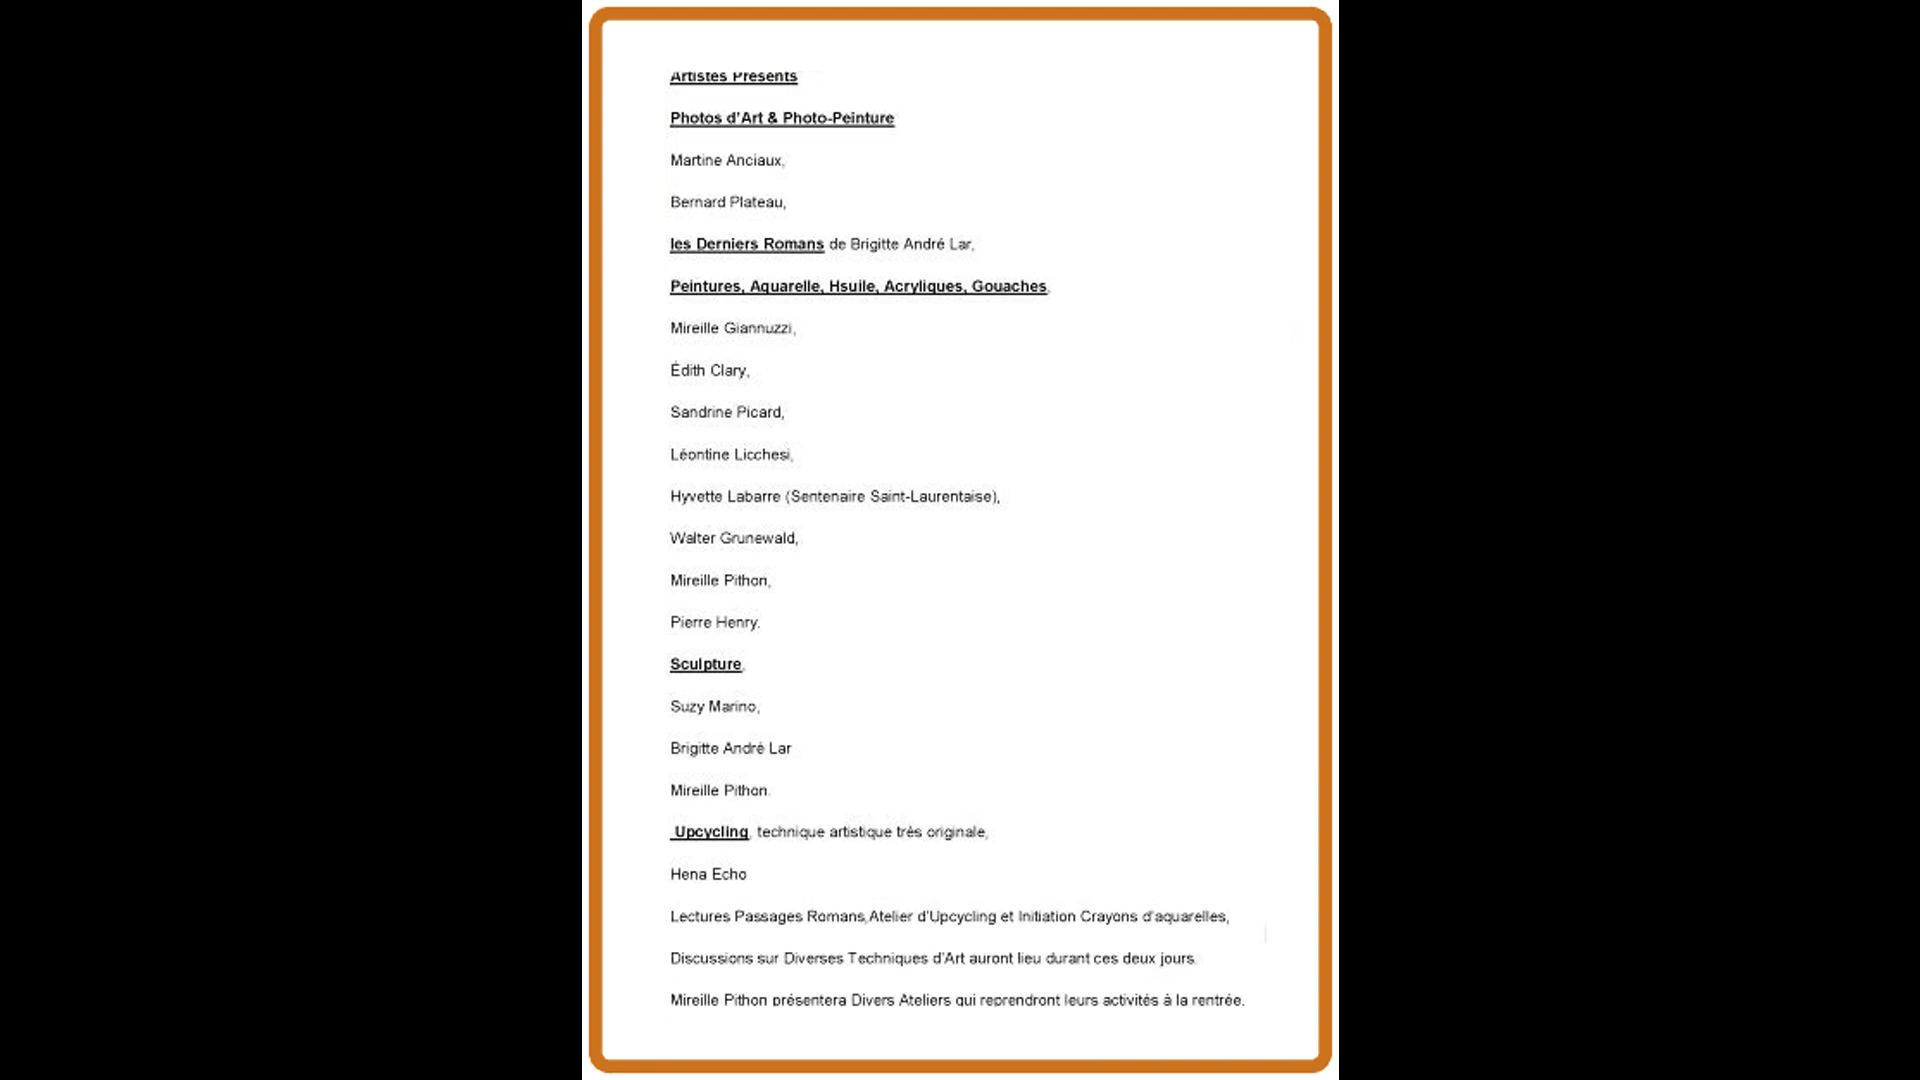 Artistes Présents
Photos d'Art & Photo-Peinture
Martine Anciaux,
Bernard Plateau,
les Derniers Romans de Brigitte André Lar,
Peintures, Aquarelle, Hsuile, Acryliques, Gouaches,
Mireille Giannuzzi,
Édith Clary,
Sandrine Picard,
Léontine Licchesi,
Hyvette Labarre (Sentenaire Saint-Laurentaise),
Walter Grunewald,
Mireille Pithon,
Pierre Henry.
Sculpture,
Suzy Marino,
Brigitte André Lar
Mireille Pithon.
Upcycling, technique artistique très originale,
Hena Echo
Lectures Passages Romans,Atelier d'Upcycling et Initiation Crayons d'aquarelles,
Discussions sur Diverses Techniques d'Art auront lieu durant ces deux jours.
Mireille Pithon présentera Divers Ateliers qui reprendront leurs activités à la rentrée.